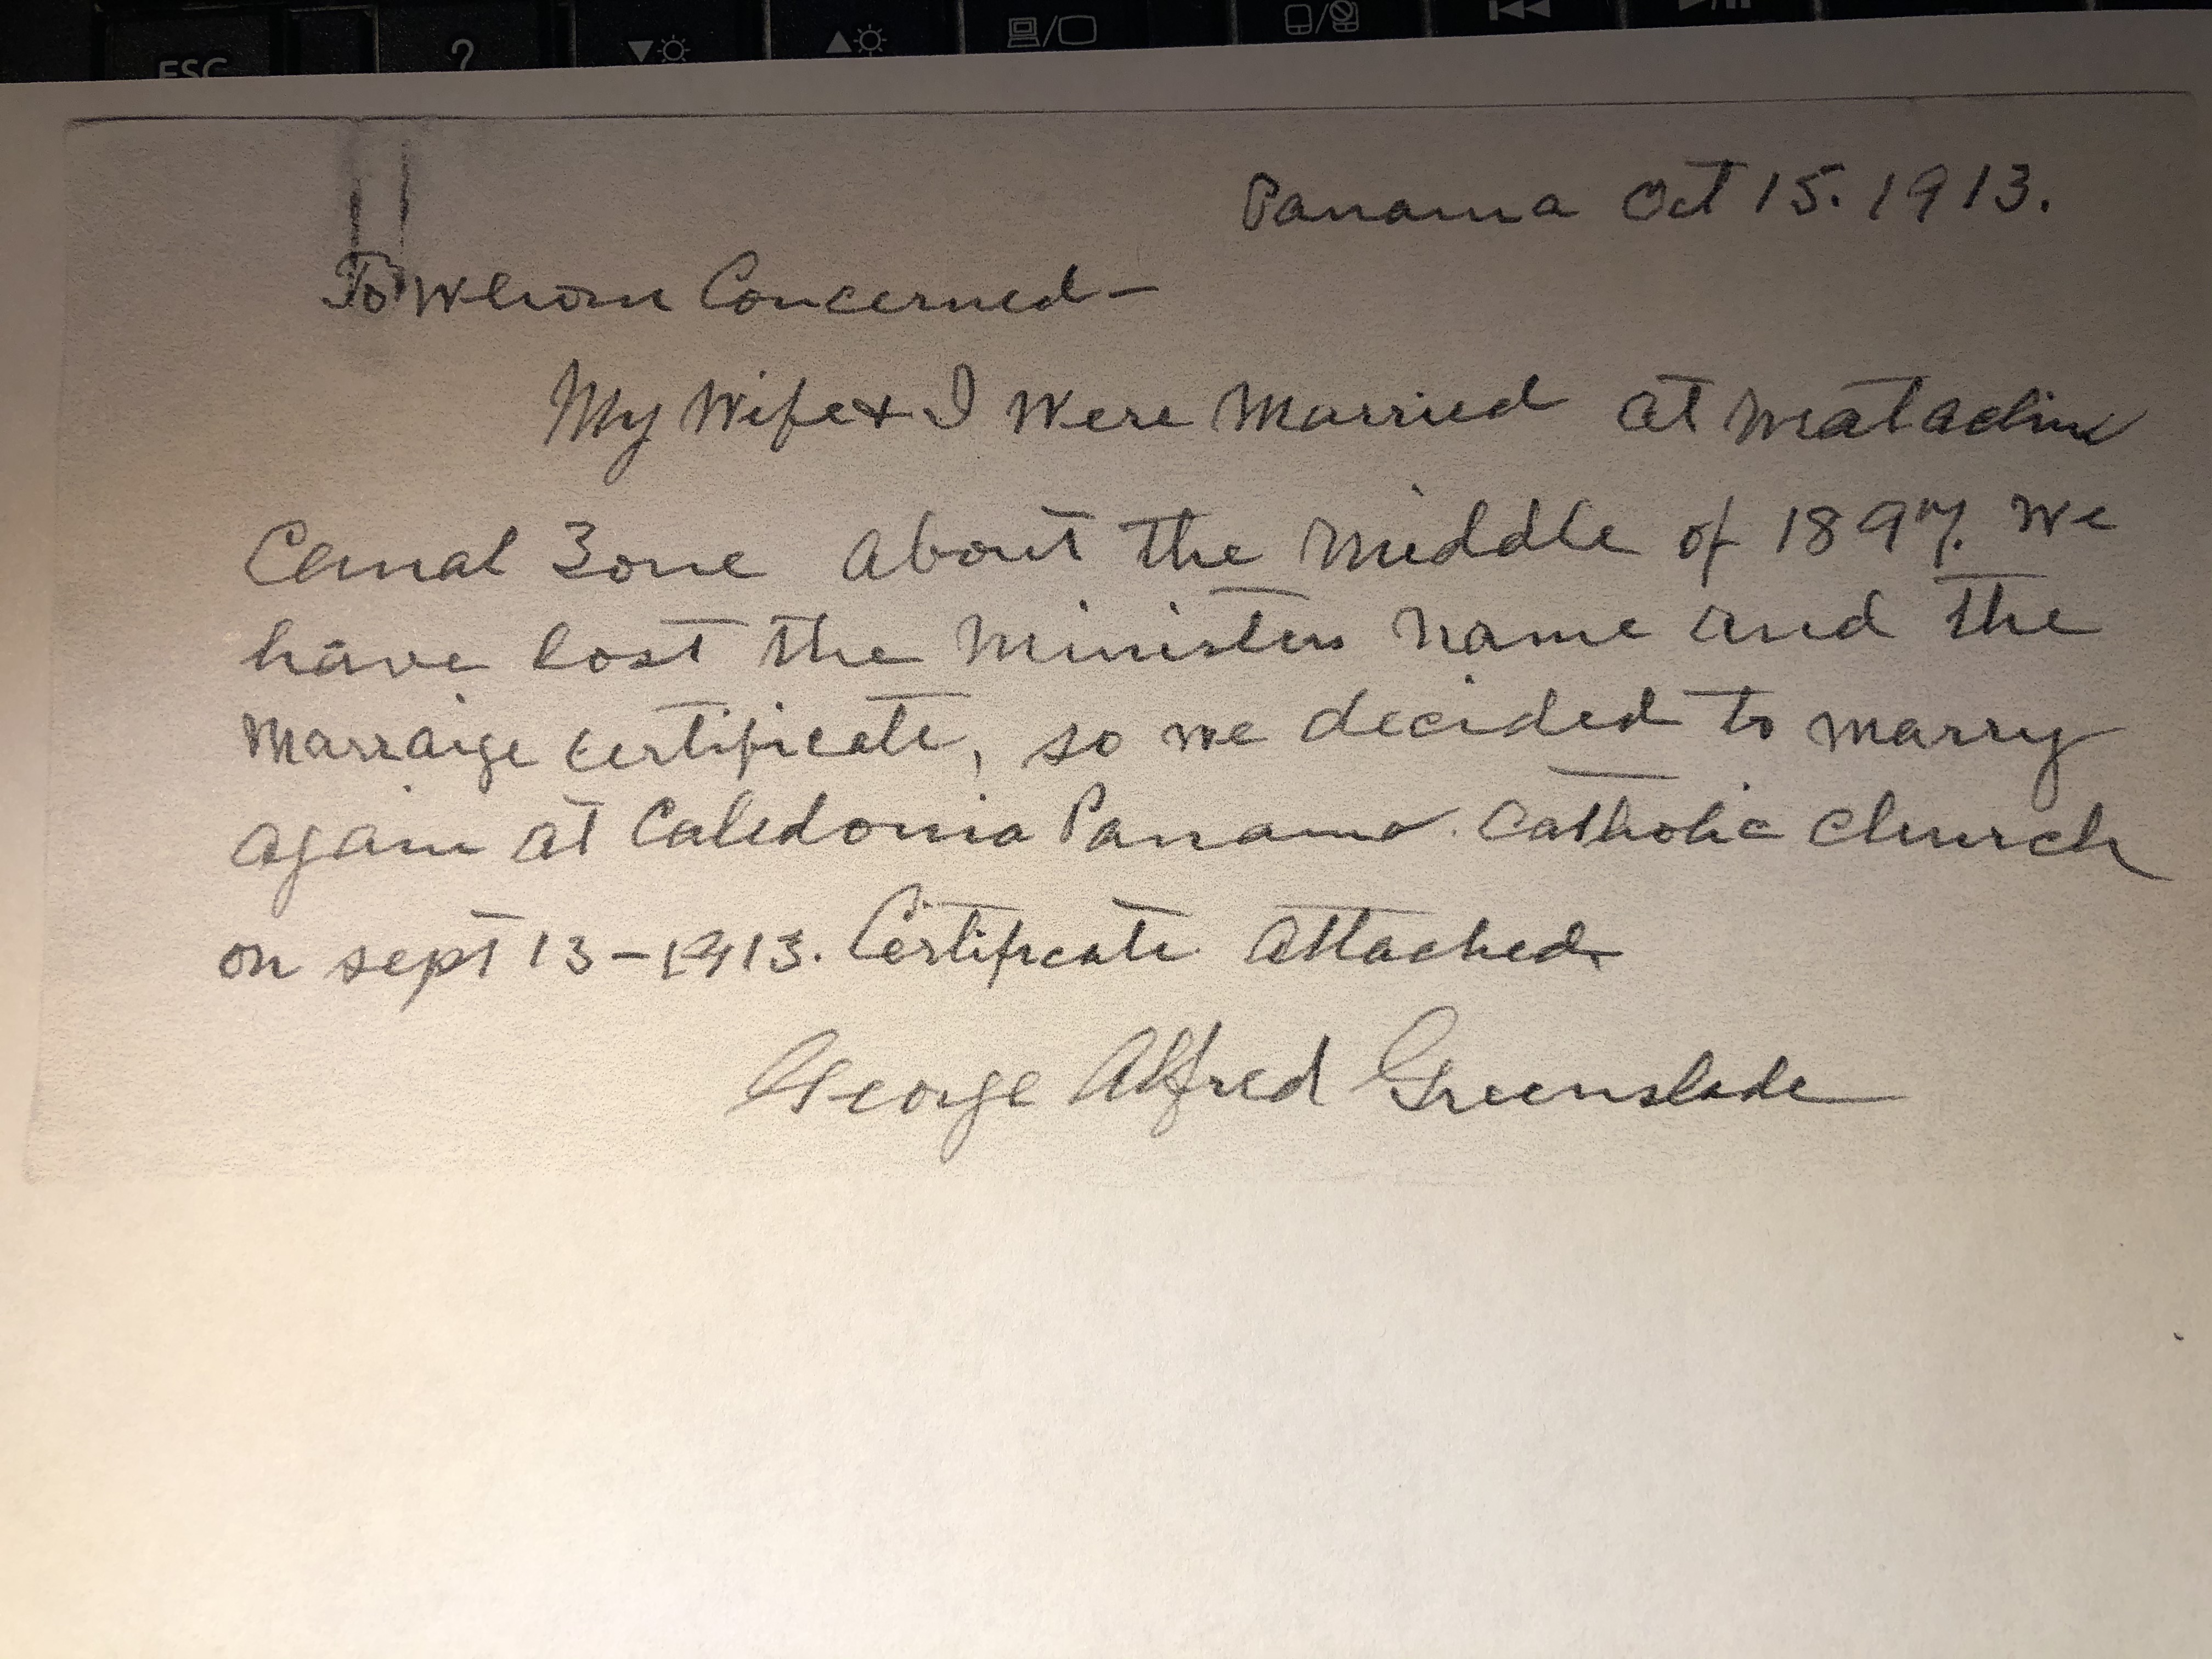 ESC
?
Panama Oct 15. 1913.
To Whom Concerned-
My Wife & I Were Married at Matachin
Canal Zone about the Middle of 1897. We
have lost the Ministers name and the
Marraige certificate, so we decided to marry
again at Caledonia Panama. Catholic Church
on sept 13-1913. Certificate attached.
George Alfred Greenslade